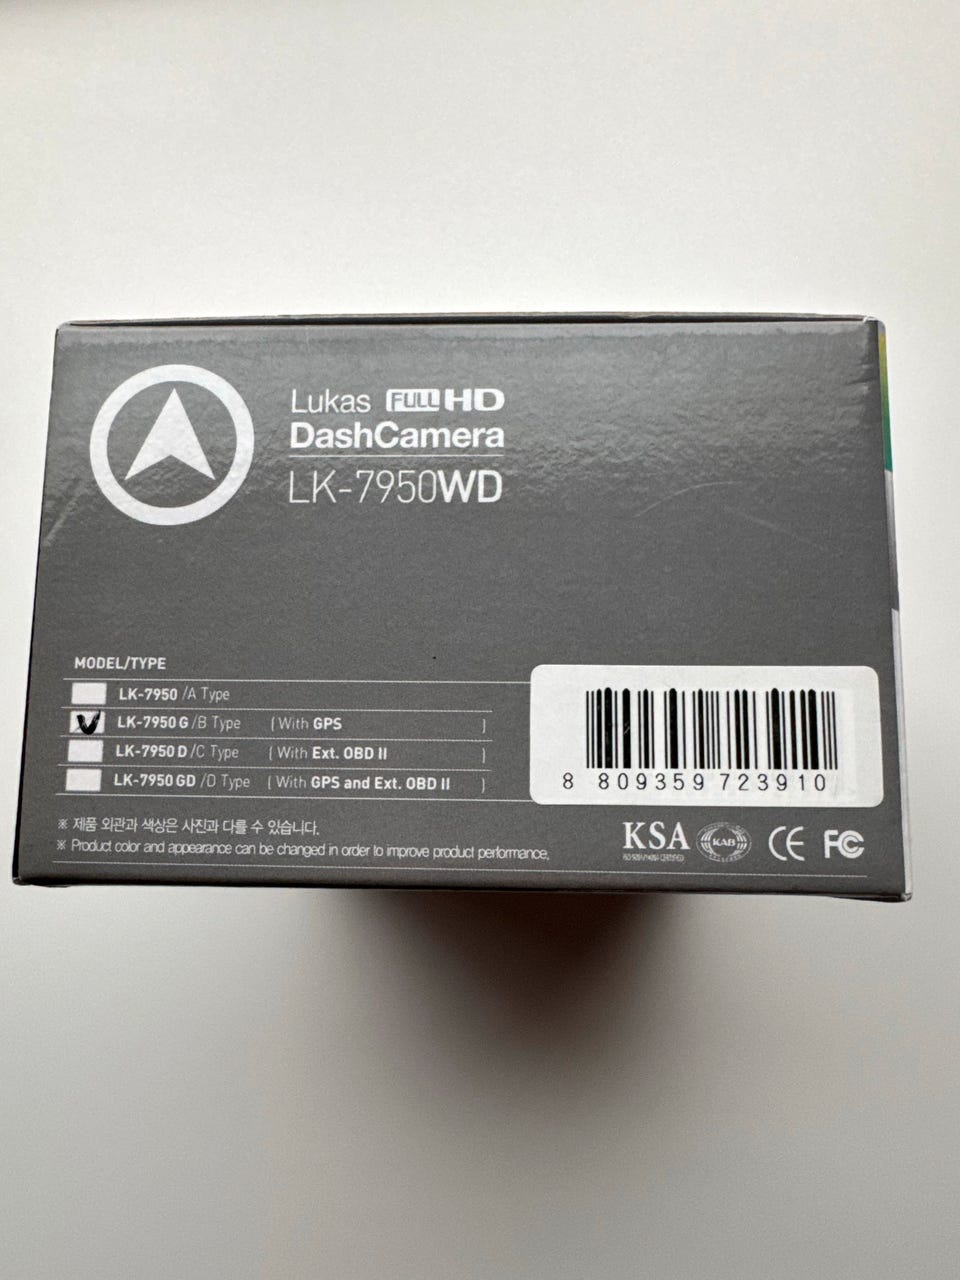 Lukas FULL HD
DashCamera
LK-7950WD
MODEL/TYPE
LK-7950 /A Type
LK-7950 G /B Type [ With GPS ]
LK-7950 D /C Type [ With Ext. OBD II ]
LK-7950 GD /D Type [ With GPS and Ext. OBD II ]
8 809359 723910
※ 제품 외관과 색상은 사진과 다를 수 있습니다.
※ Product color and appearance can be changed in order to improve product performance.
KSA KAB CE FC